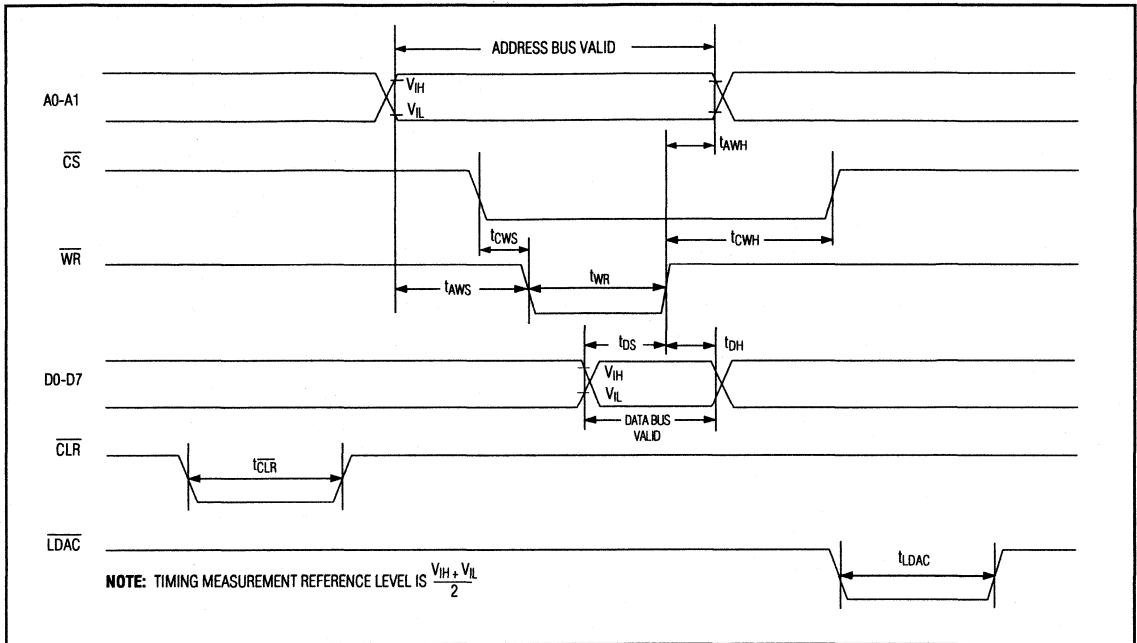 ADDRESS BUS VALID
A0-A1
VIH
VIL
tAWH
CS
tCWS
tCWH
WR
tAWS
tWR
tDS
tDH
D0-D7
VIH
VIL
DATA BUS
VALID
CLR
tCLR
LDAC
tLDAC
NOTE: TIMING MEASUREMENT REFERENCE LEVEL IS VIH + VIL
2